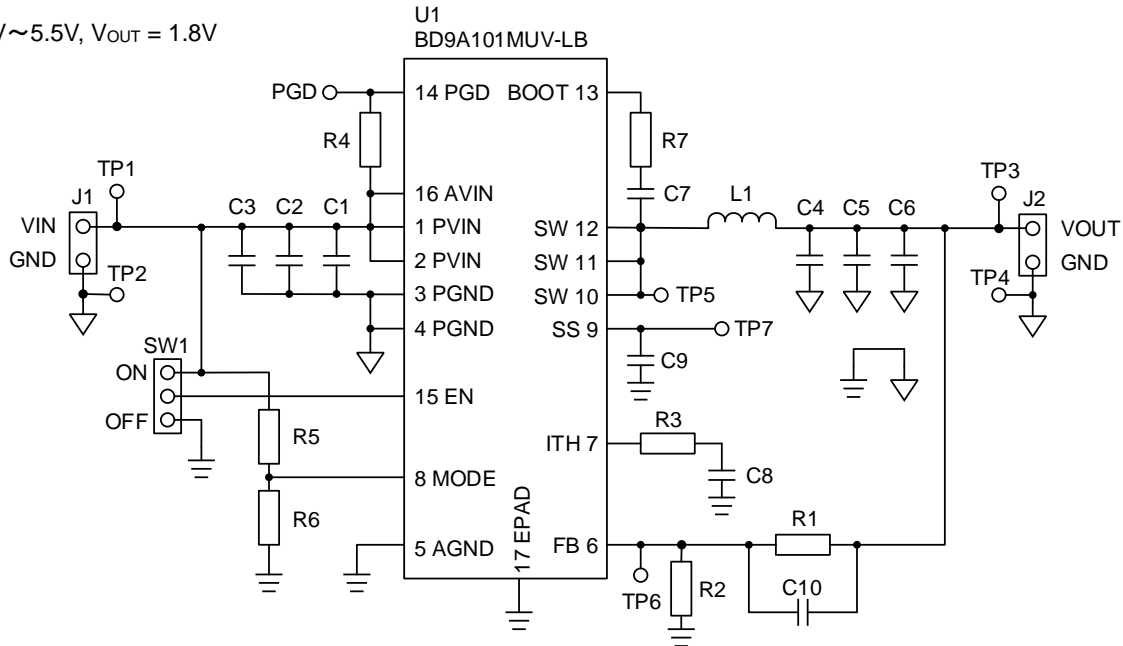 V～5.5V, VOUT = 1.8V
U1
BD9A101MUV-LB
PGD
14 PGD
BOOT 13
R4
R7
TP1
16 AVIN
C7
TP3
J1
C3
C2
C1
L1
C4
C5
C6
J2
VIN
1 PVIN
SW 12
VOUT
GND
2 PVIN
SW 11
GND
TP2
3 PGND
SW 10
TP5
TP4
4 PGND
SS 9
TP7
SW1
C9
ON
15 EN
OFF
R5
R3
ITH 7
C8
8 MODE
R6
17 EPAD
R1
5 AGND
FB 6
C10
TP6
R2